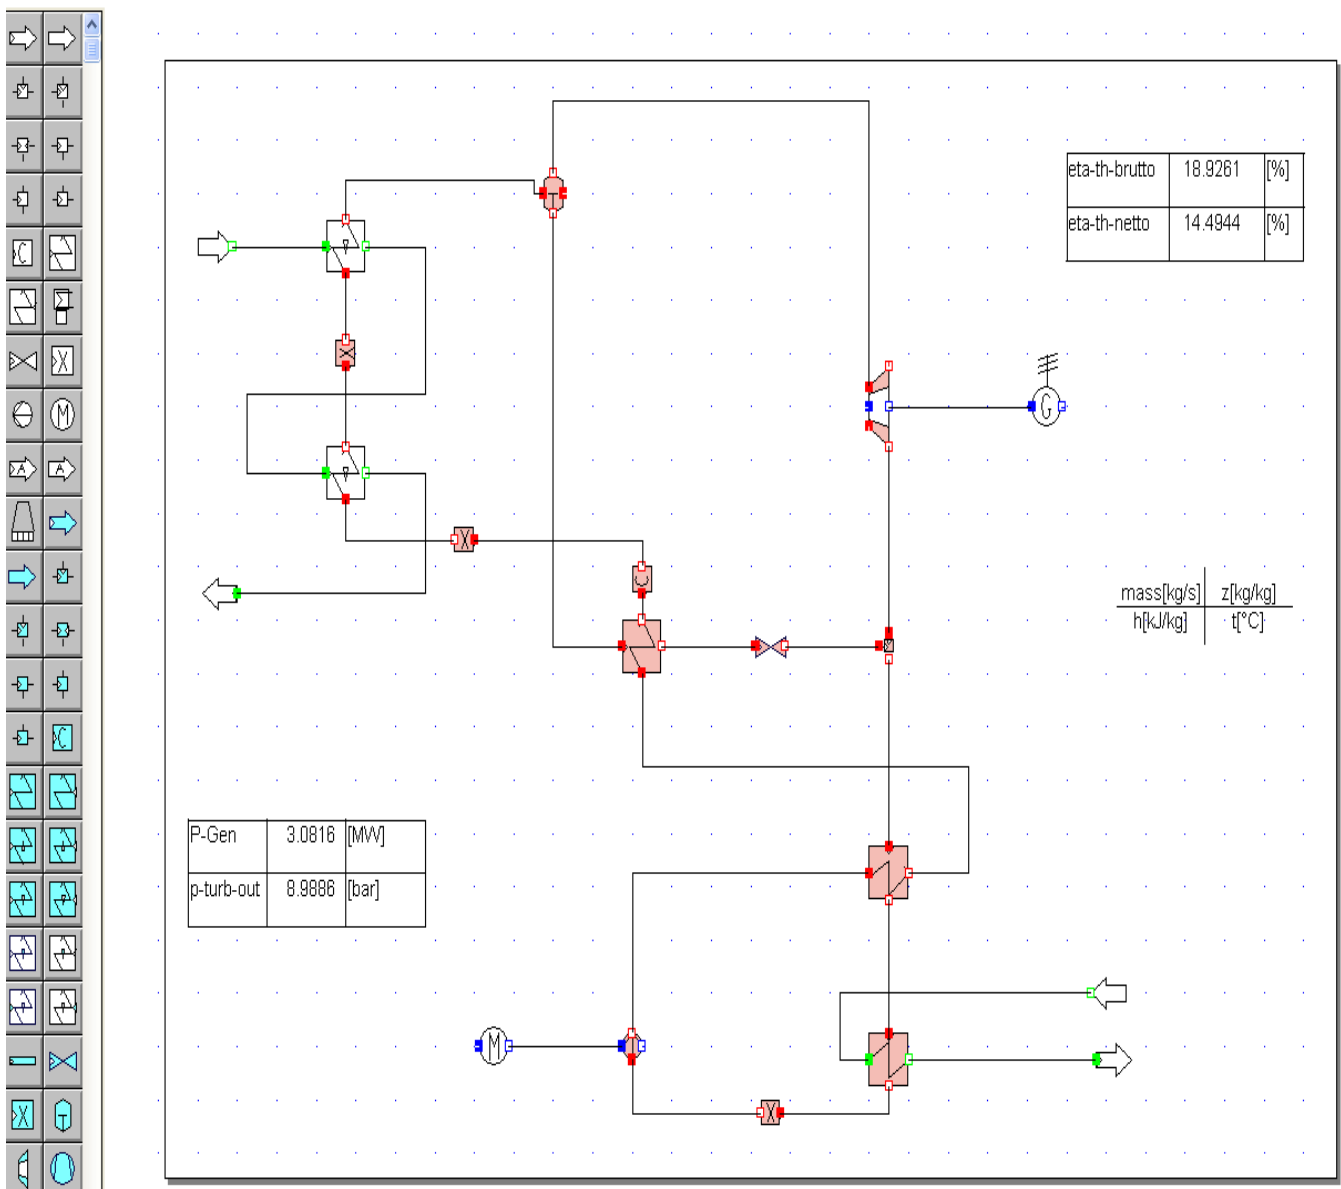 eta-th-brutto 18.9261 [%]
eta-th-netto 14.4944 [%]
G
mass[kg/s] z[kg/kg]
h[kJ/kg] t[°C]
P-Gen 3.0816 [MW]
p-turb-out 8.9886 [bar]
M
M
A A
T
T